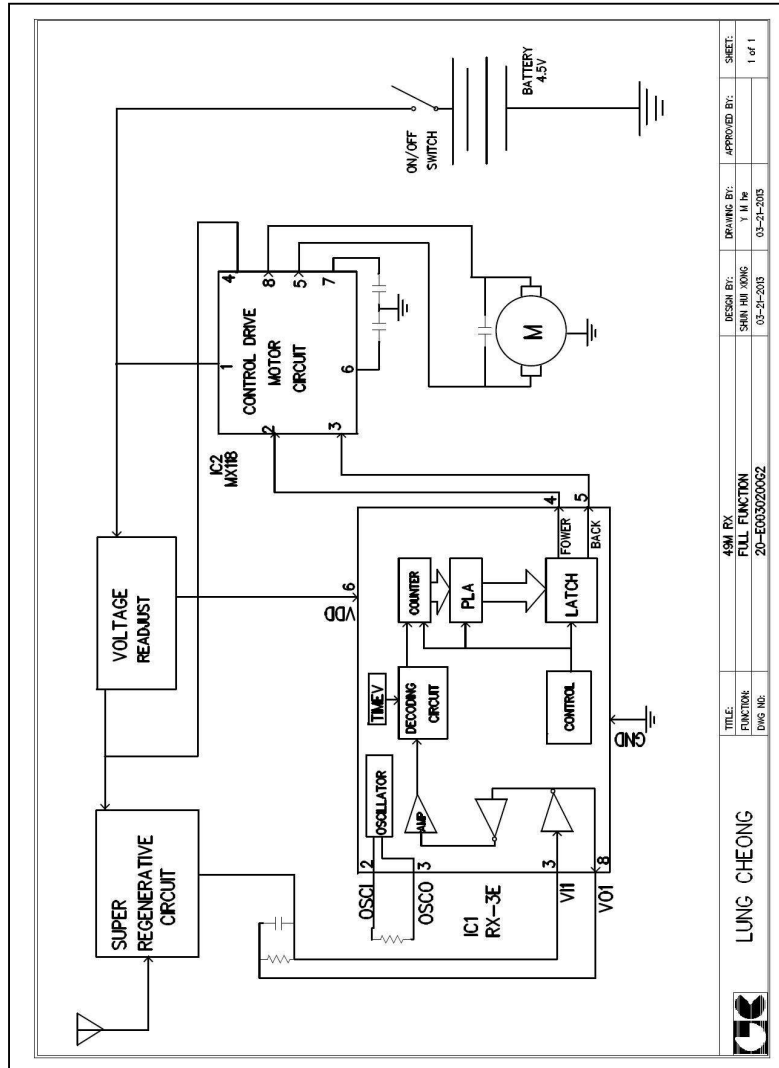 SUPER
REGENERATIVE
CIRCUIT
VOLTAGE
READJUST
ON/OFF
SWITCH
BATTERY
4.5V
IC2
MX118
CONTROL DRIVE
MOTOR
CIRCUIT
1
2
3
4
8
5
7
6
M
IC1
RX-3E
OSCI
2
OSCO
3
VI1
3
VO1
8
VDD
6
GND
OSCILLATOR
AMP
TIMEV
DECODING
CIRCUIT
COUNTER
PLA
LATCH
CONTROL
FOWER
4
BACK
5
LUNG CHEONG
TITLE: 49M RX
FUNCTION: FULL FUNCTION
DWG NO: 20-E0030200G2
DESIGN BY:
SHUN HUI XIONG
03-21-2013
DRAWING BY:
Y M he
03-21-2013
APPROVED BY:
SHEET:
1 of 1